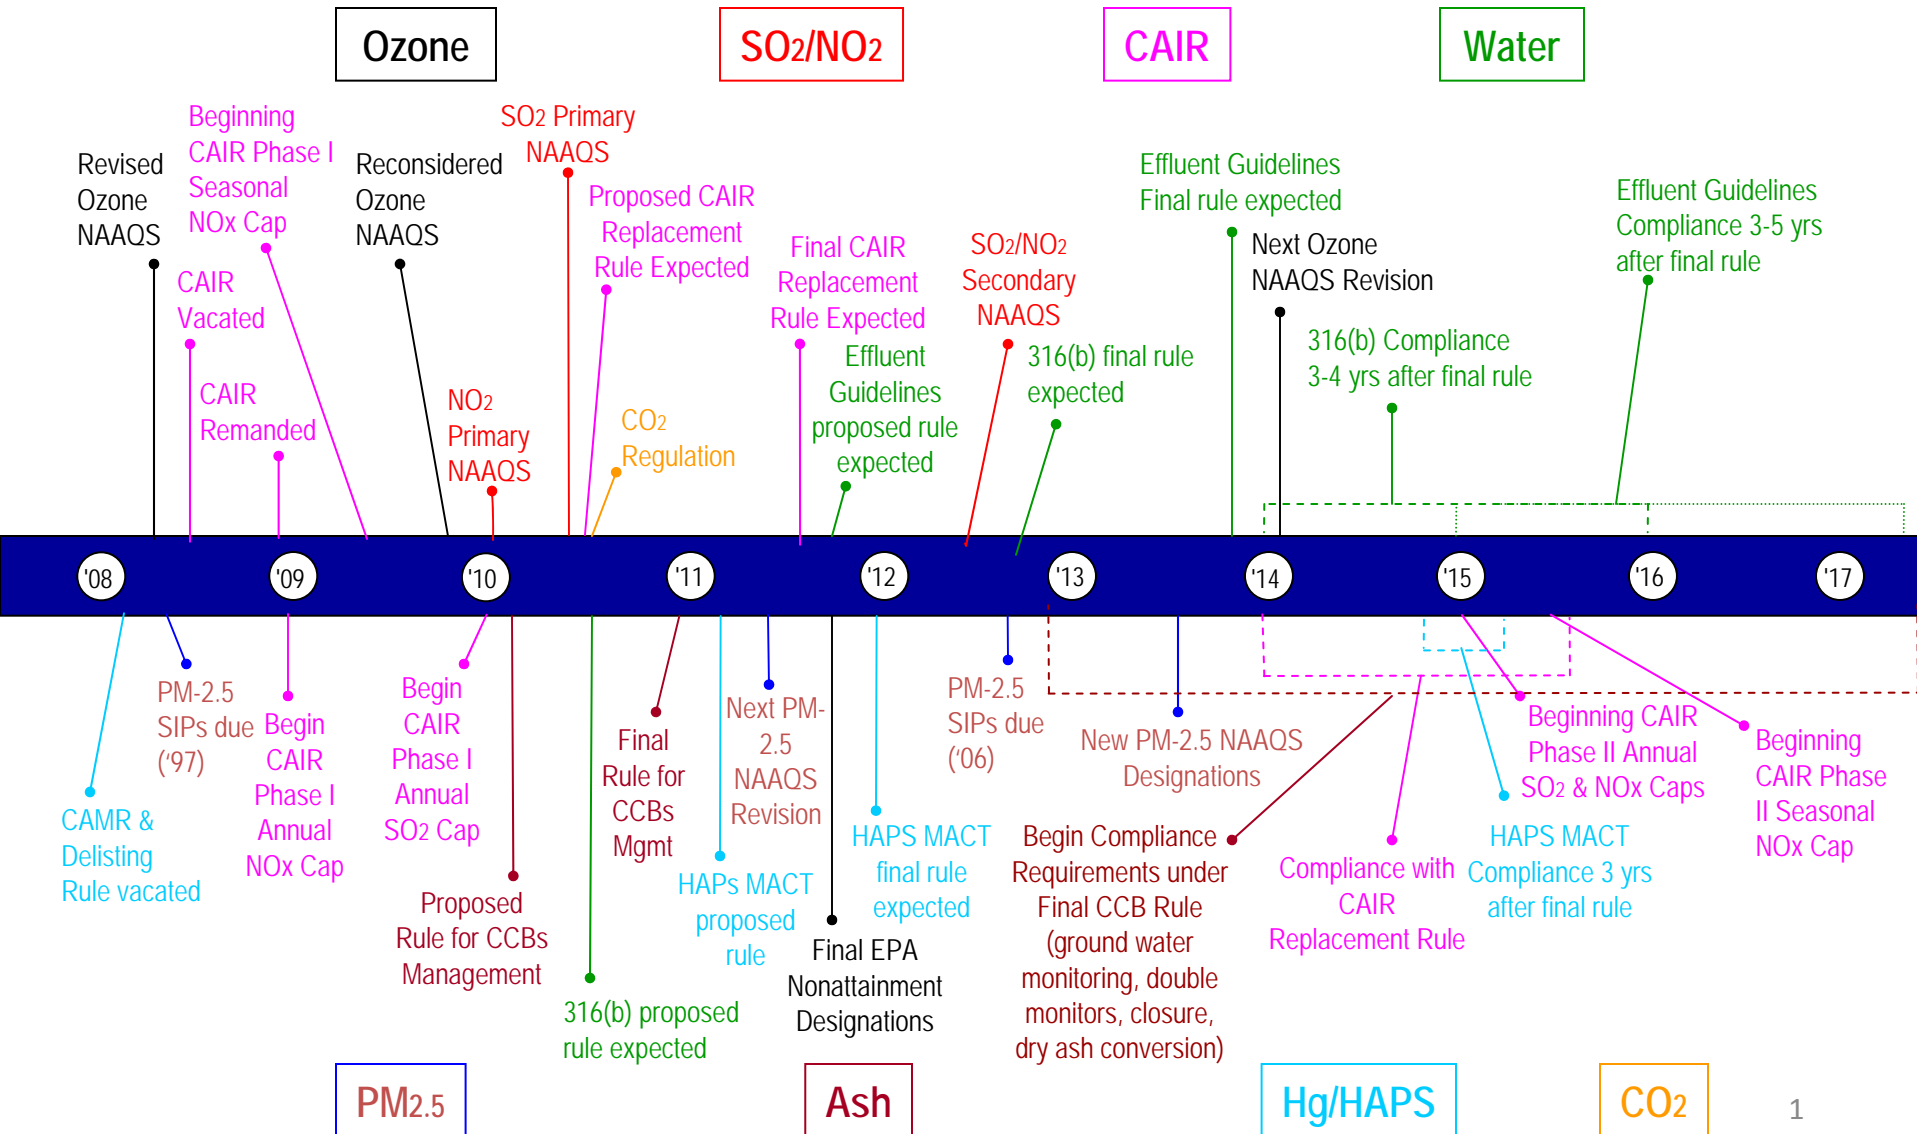 Ozone
SO2/NO2
CAIR
Water
Revised
Ozone
NAAQS
Beginning
CAIR Phase I
Seasonal
NOx Cap
CAIR
Vacated
CAIR
Remanded
Reconsidered
Ozone
NAAQS
NO2
Primary
NAAQS
SO2 Primary
NAAQS
Proposed CAIR
Replacement
Rule Expected
CO2
Regulation
Final CAIR
Replacement
Rule Expected
Effluent
Guidelines
proposed rule
expected
SO2/NO2
Secondary
NAAQS
316(b) final rule
expected
Effluent Guidelines
Final rule expected
Next Ozone
NAAQS Revision
316(b) Compliance
3-4 yrs after final rule
Effluent Guidelines
Compliance 3-5 yrs
after final rule
'08
'09
'10
'11
'12
'13
'14
'15
'16
'17
CAMR &
Delisting
Rule vacated
PM-2.5
SIPs due
(‘97)
Begin
CAIR
Phase I
Annual
NOx Cap
Begin
CAIR
Phase I
Annual
SO2 Cap
Proposed
Rule for CCBs
Management
316(b) proposed
rule expected
Final
Rule for
CCBs
Mgmt
HAPs MACT
proposed
rule
Next PM-
2.5
NAAQS
Revision
Final EPA
Nonattainment
Designations
HAPS MACT
final rule
expected
PM-2.5
SIPs due
(‘06)
New PM-2.5 NAAQS
Designations
Begin Compliance
Requirements under
Final CCB Rule
(ground water
monitoring, double
monitors, closure,
dry ash conversion)
Compliance with
CAIR
Replacement Rule
HAPS MACT
Compliance 3 yrs
after final rule
Beginning CAIR
Phase II Annual
SO2 & NOx Caps
Beginning
CAIR Phase
II Seasonal
NOx Cap
PM2.5
Ash
Hg/HAPS
CO2
1